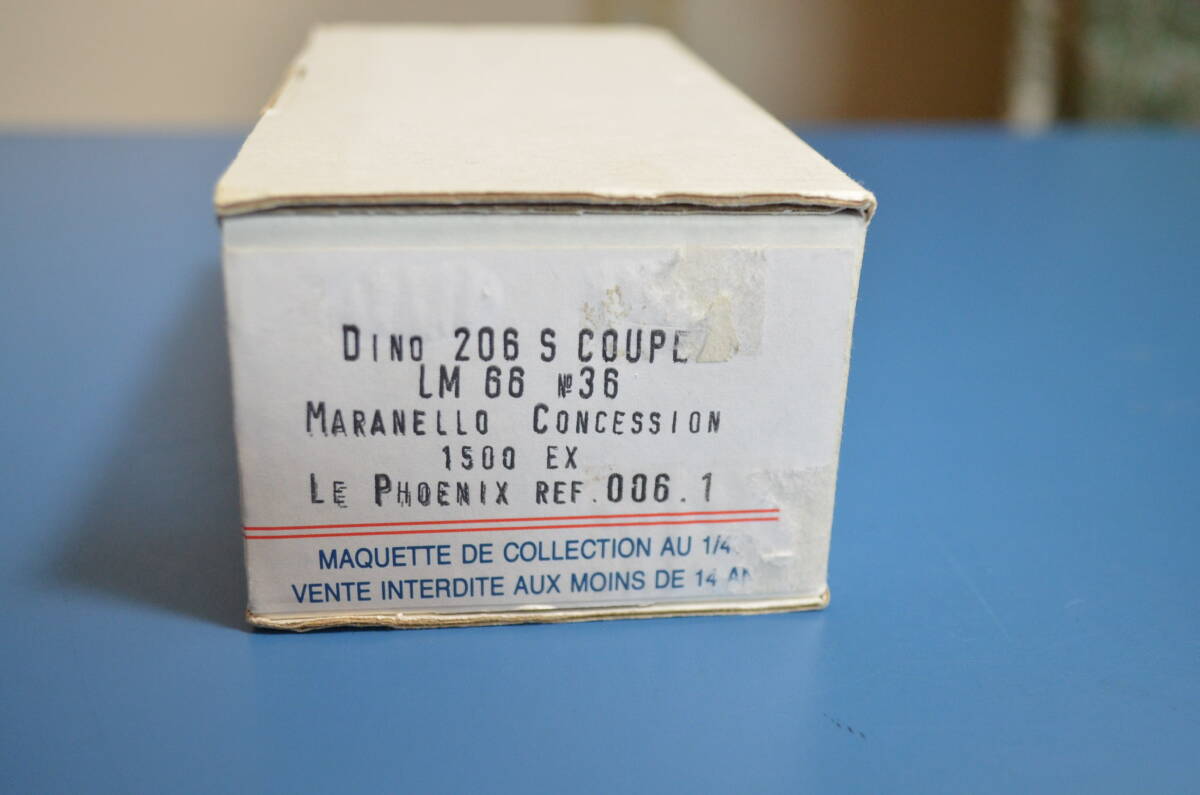 DINO 206 S COUPE
LM 66 Nº36
MARANELLO CONCESSION
1500 EX
LE PHOENIX REF.006.1
MAQUETTE DE COLLECTION AU 1/4
VENTE INTERDITE AUX MOINS DE 14 AN